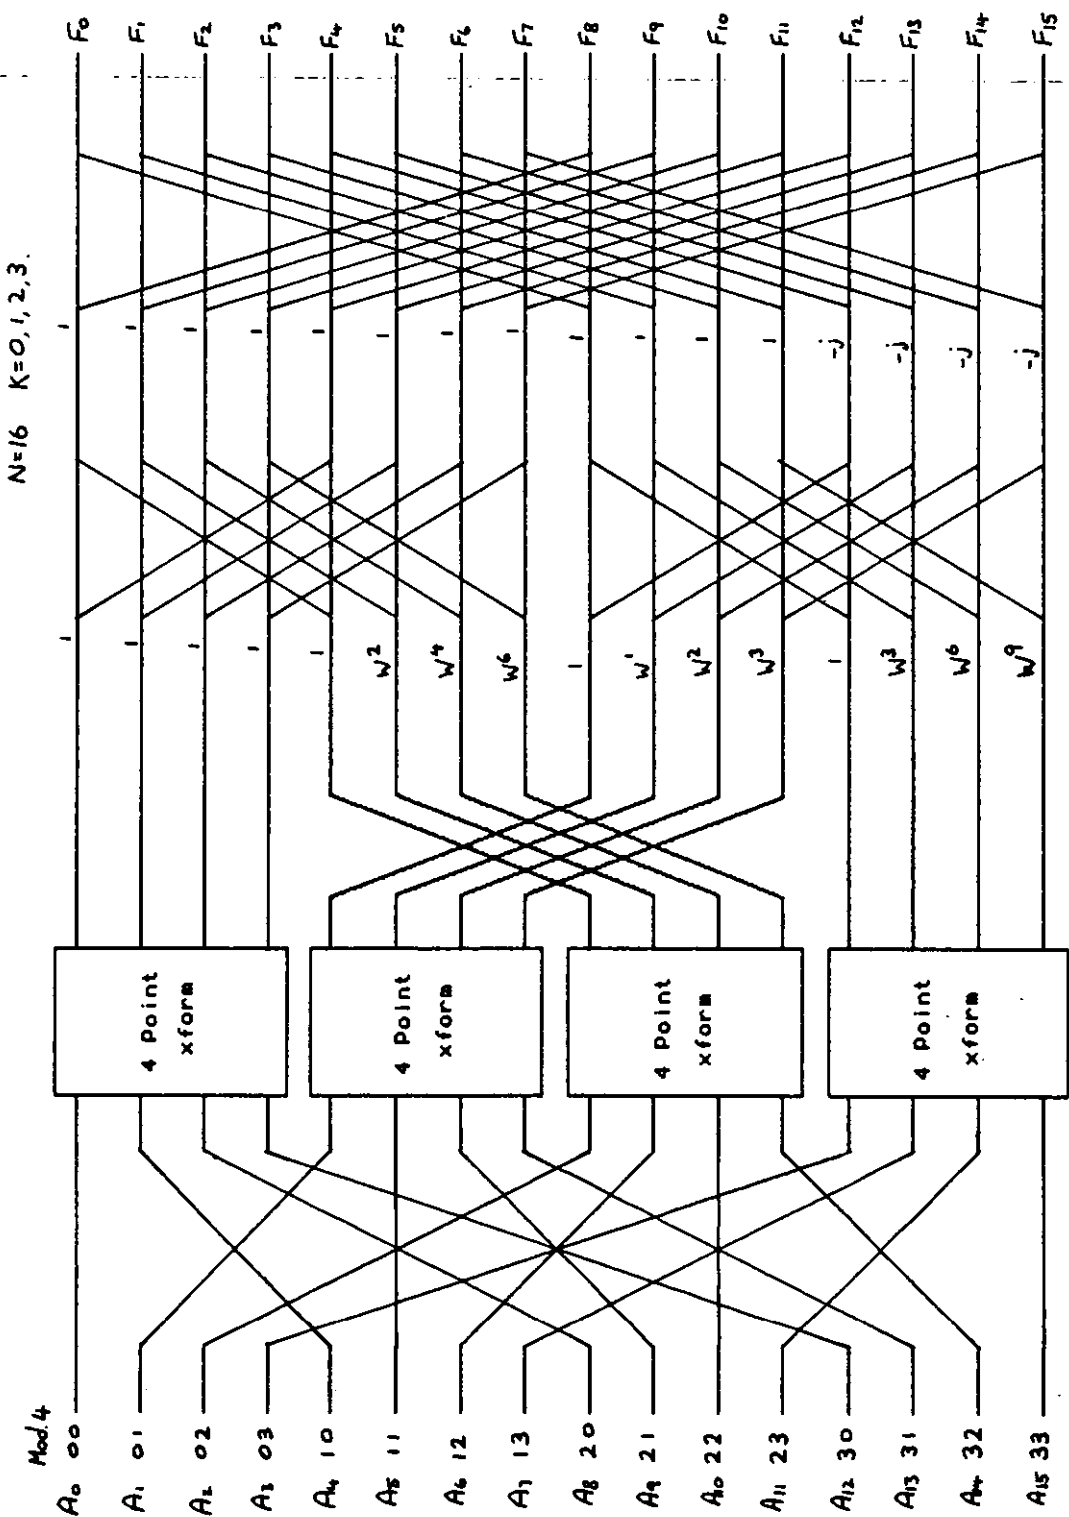 N=16 K=0,1,2,3.
Mod.4
A0 00
A1 01
A2 02
A3 03
A4 10
A5 11
A6 12
A7 13
A8 20
A9 21
A10 22
A11 23
A12 30
A13 31
A14 32
A15 33
4 Point
xform
4 Point
xform
4 Point
xform
4 Point
xform
1
1
1
1
1
W2
W4
W6
1
W1
W2
W3
1
W3
W6
W9
1
1
1
1
1
1
1
1
1
1
1
1
-j
-j
-j
-j
F0
F1
F2
F3
F4
F5
F6
F7
F8
F9
F10
F11
F12
F13
F14
F15